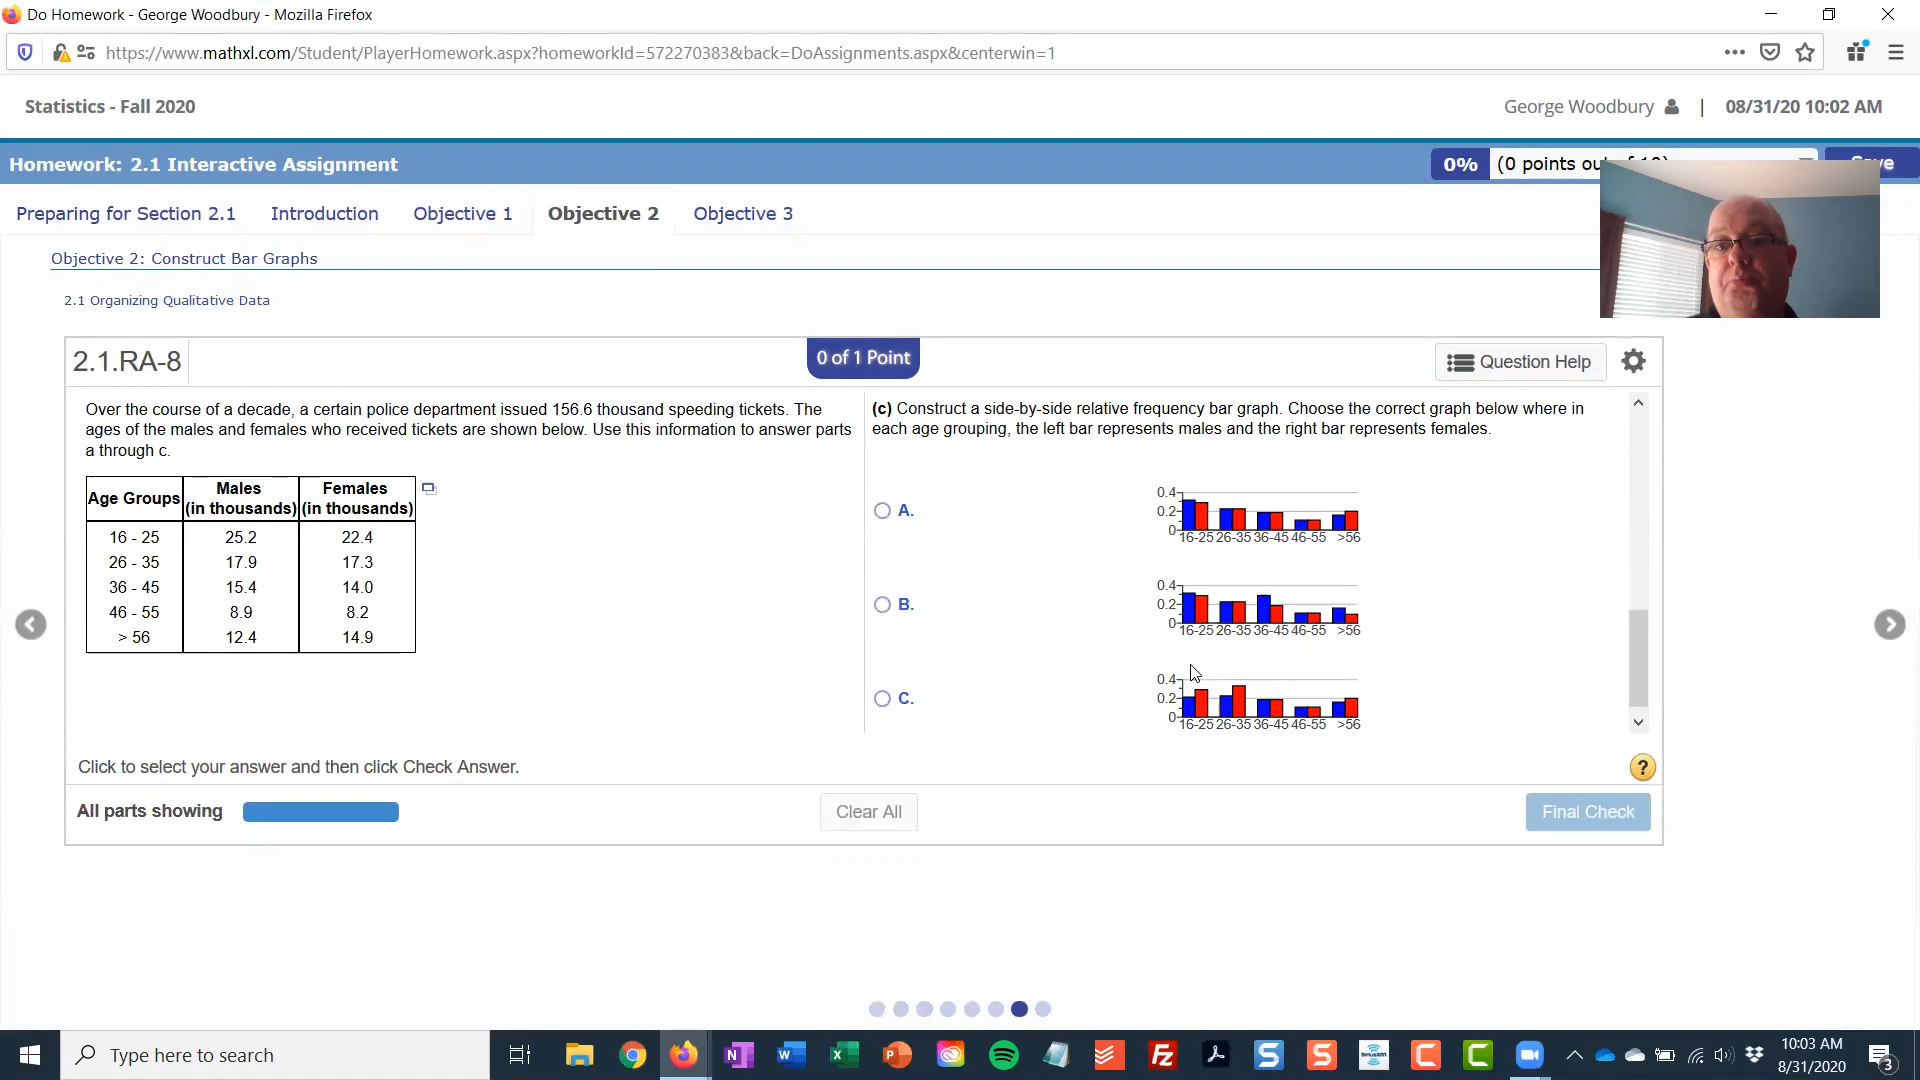 Do Homework - George Woodbury - Mozilla Firefox
https://www.mathxl.com/Student/PlayerHomework.aspx?homeworkId=572270383&back=DoAssignments.aspx&centerwin=1
Statistics - Fall 2020
George Woodbury | 08/31/20 10:02 AM
Homework: 2.1 Interactive Assignment
0% (0 points
Preparing for Section 2.1 Introduction Objective 1 Objective 2 Objective 3
Objective 2: Construct Bar Graphs
2.1 Organizing Qualitative Data
2.1.RA-8
0 of 1 Point
Question Help
Over the course of a decade, a certain police department issued 156.6 thousand speeding tickets. The
ages of the males and females who received tickets are shown below. Use this information to answer parts
a through c.
Age Groups Males (in thousands) Females (in thousands)
16 - 25 25.2 22.4
26 - 35 17.9 17.3
36 - 45 15.4 14.0
46 - 55 8.9 8.2
> 56 12.4 14.9
(c) Construct a side-by-side relative frequency bar graph. Choose the correct graph below where in
each age grouping, the left bar represents males and the right bar represents females.
A.
0.4
0.2
0
16-25 26-35 36-45 46-55 >56
B.
0.4
0.2
0
16-25 26-35 36-45 46-55 >56
C.
0.4
0.2
0
16-25 26-35 36-45 46-55 >56
Click to select your answer and then click Check Answer.
?
All parts showing
Clear All
Final Check
Type here to search
10:03 AM
8/31/2020
3